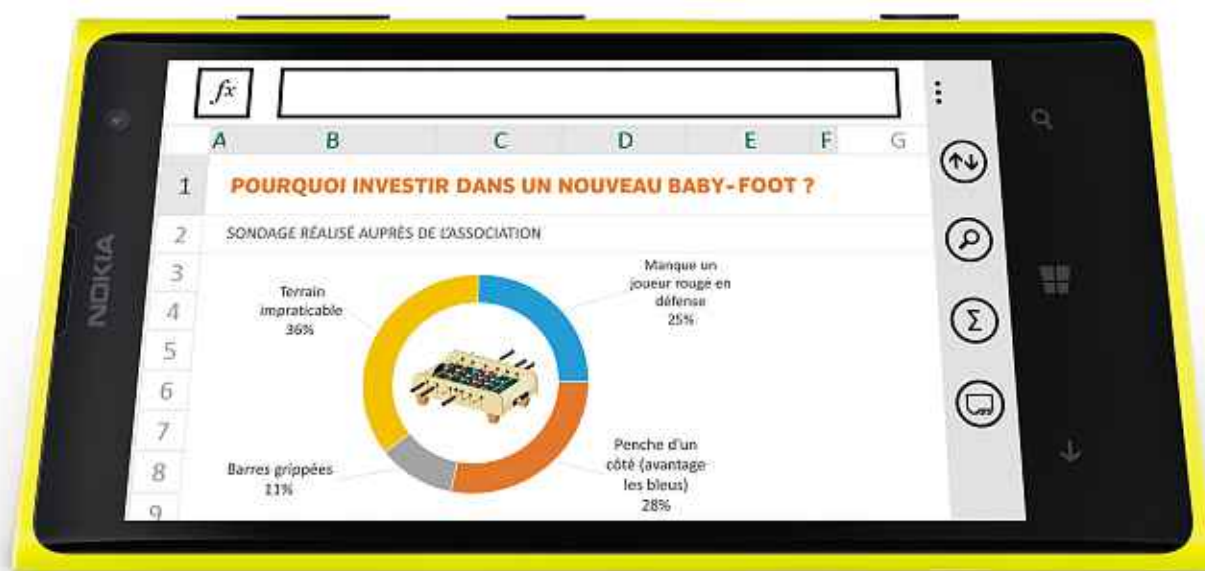 NOKIA
fx
A B C D E F G
1 POURQUOI INVESTIR DANS UN NOUVEAU BABY-FOOT ?
2 SONDAGE RÉALISÉ AUPRÈS DE L'ASSOCIATION
3
4
5
6
7
8
9
Terrain
impraticable
36%
Manque un
joueur rouge en
défense
25%
Barres grippées
11%
Penche d'un
côté (avantage
les bleus)
28%
Σ